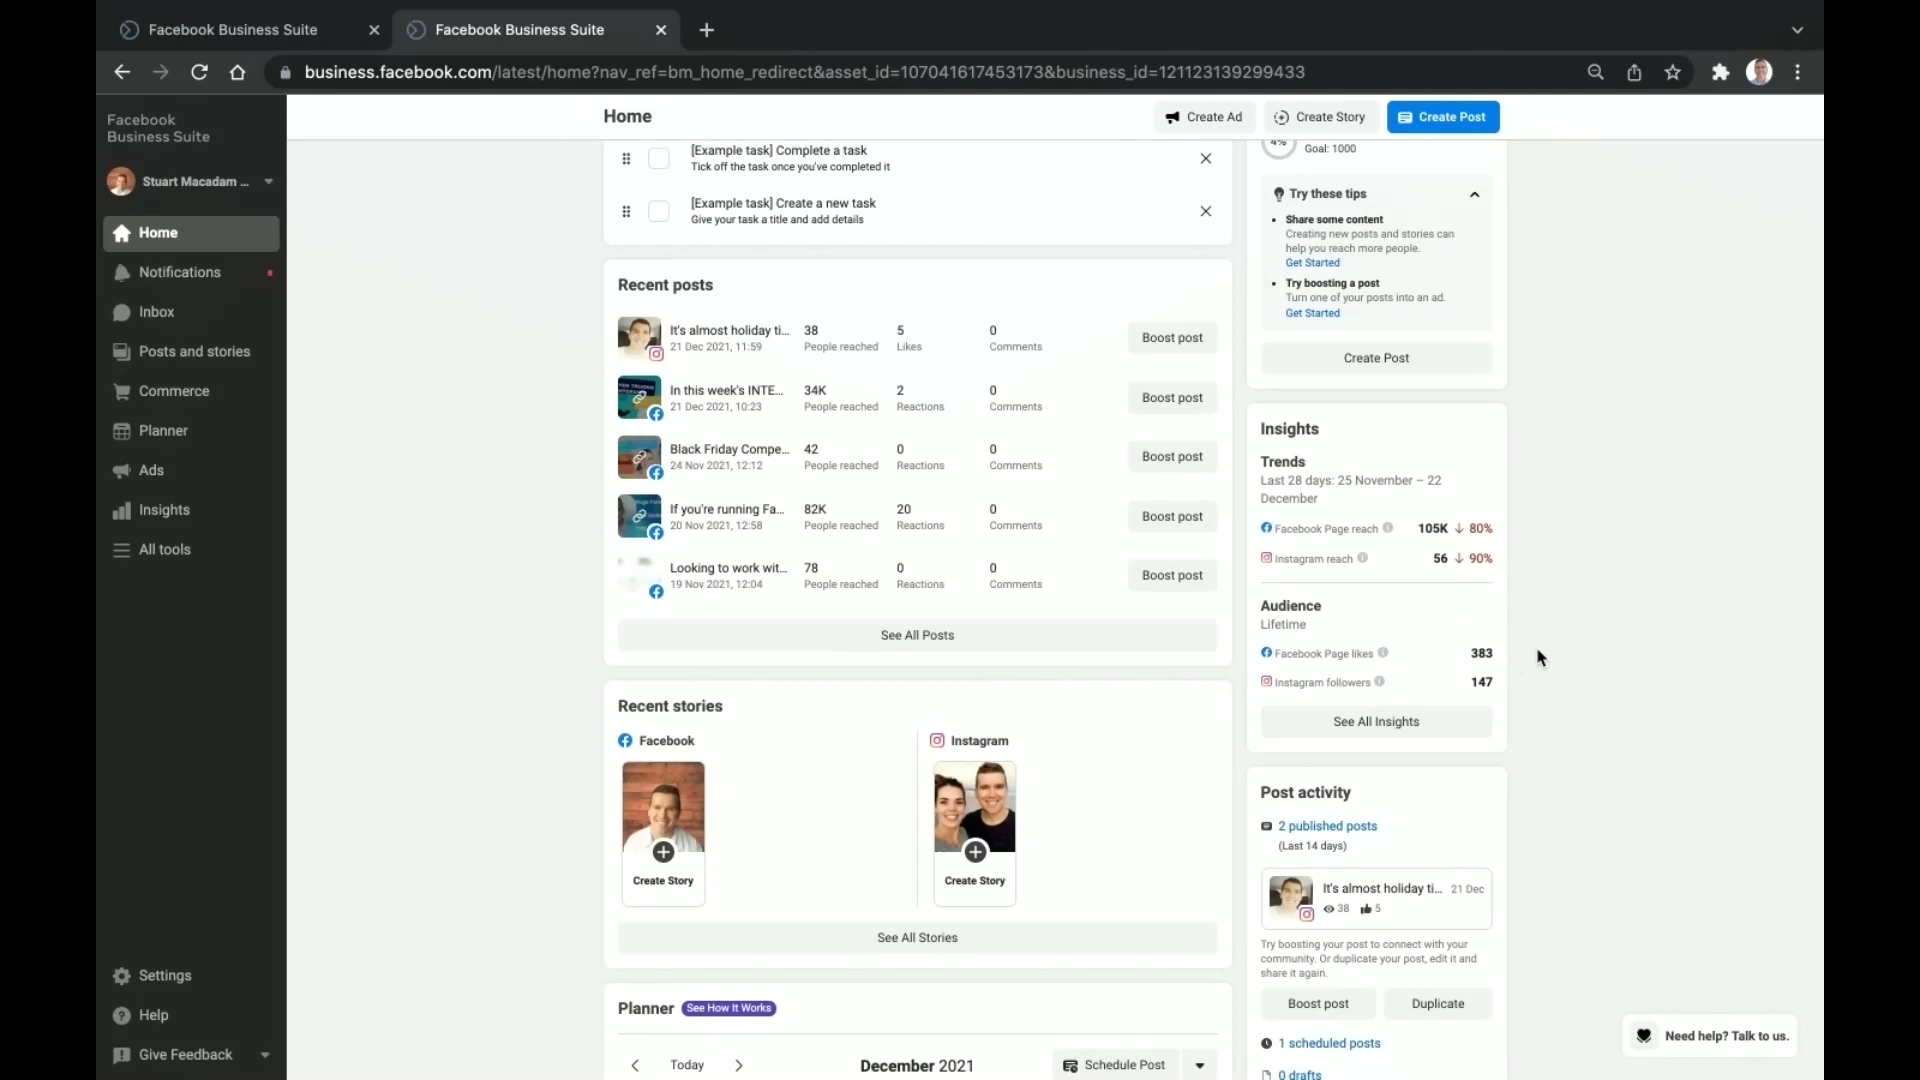 Facebook Business Suite
Facebook Business Suite
business.facebook.com/latest/home?nav_ref=bm_home_redirect&asset_id=107041617453173&business_id=121123139299433
Facebook
Business Suite
Stuart Macadam ...
Home
Notifications
Inbox
Posts and stories
Commerce
Planner
Ads
Insights
All tools
Settings
Help
Give Feedback
Home
Create Ad
Create Story
Create Post
[Example task] Complete a task
Tick off the task once you've completed it
[Example task] Create a new task
Give your task a title and add details
Recent posts
It's almost holiday ti... 38 5 0
21 Dec 2021, 11:59 People reached Likes Comments
Boost post
In this week's INTE... 34K 2 0
21 Dec 2021, 10:23 People reached Reactions Comments
Boost post
Black Friday Compe... 42 0 0
24 Nov 2021, 12:12 People reached Reactions Comments
Boost post
If you're running Fa... 82K 20 0
20 Nov 2021, 12:58 People reached Reactions Comments
Boost post
Looking to work wit... 78 0 0
19 Nov 2021, 12:04 People reached Reactions Comments
Boost post
See All Posts
Recent stories
Facebook
Create Story
Instagram
Create Story
See All Stories
Planner See How It Works
Today
December 2021
Schedule Post
4%
Goal: 1000
Try these tips
• Share some content
Creating new posts and stories can
help you reach more people.
Get Started
• Try boosting a post
Turn one of your posts into an ad.
Get Started
Create Post
Insights
Trends
Last 28 days: 25 November – 22
December
Facebook Page reach 105K ↓ 80%
Instagram reach 56 ↓ 90%
Audience
Lifetime
Facebook Page likes 383
Instagram followers 147
See All Insights
Post activity
2 published posts
(Last 14 days)
It's almost holiday ti... 21 Dec
38 5
Try boosting your post to connect with your
community. Or duplicate your post, edit it and
share it again.
Boost post
Duplicate
1 scheduled posts
0 drafts
Need help? Talk to us.